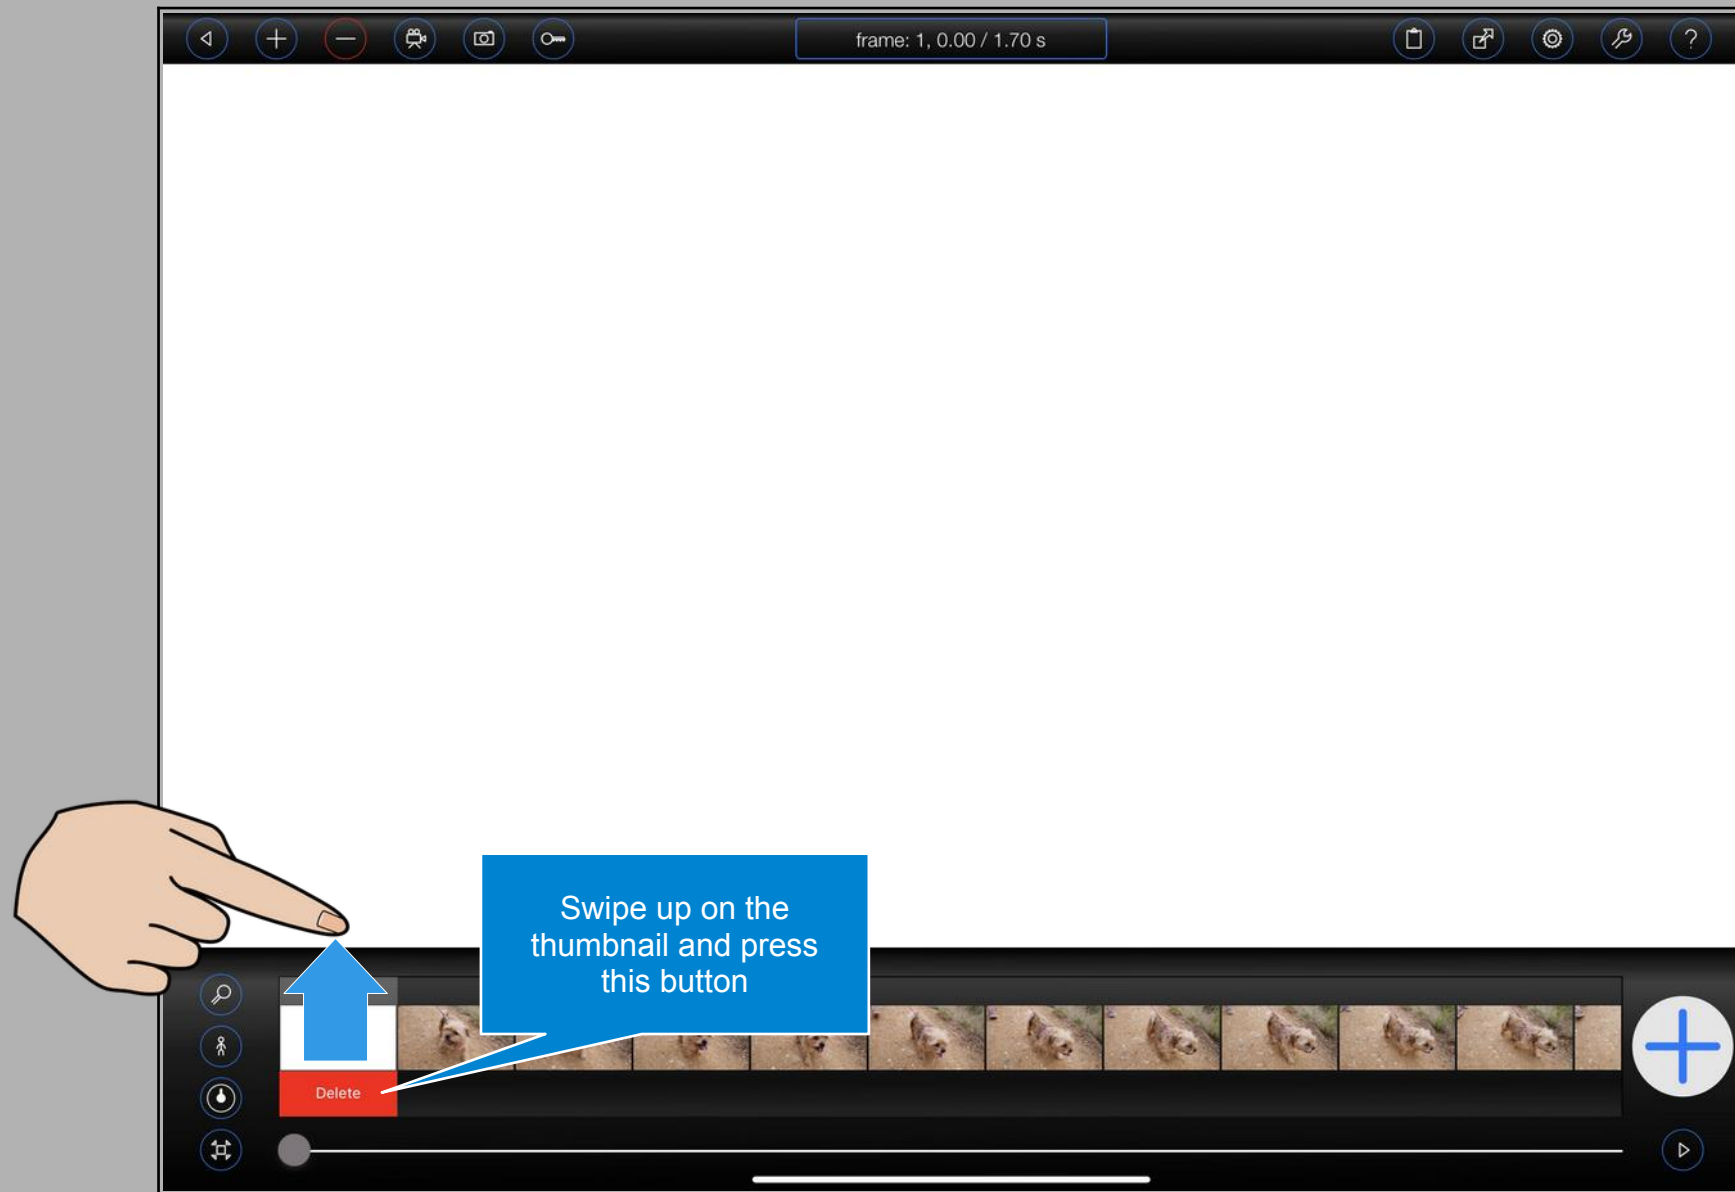 frame: 1, 0.00 / 1.70 s
Swipe up on the
thumbnail and press
this button
Delete